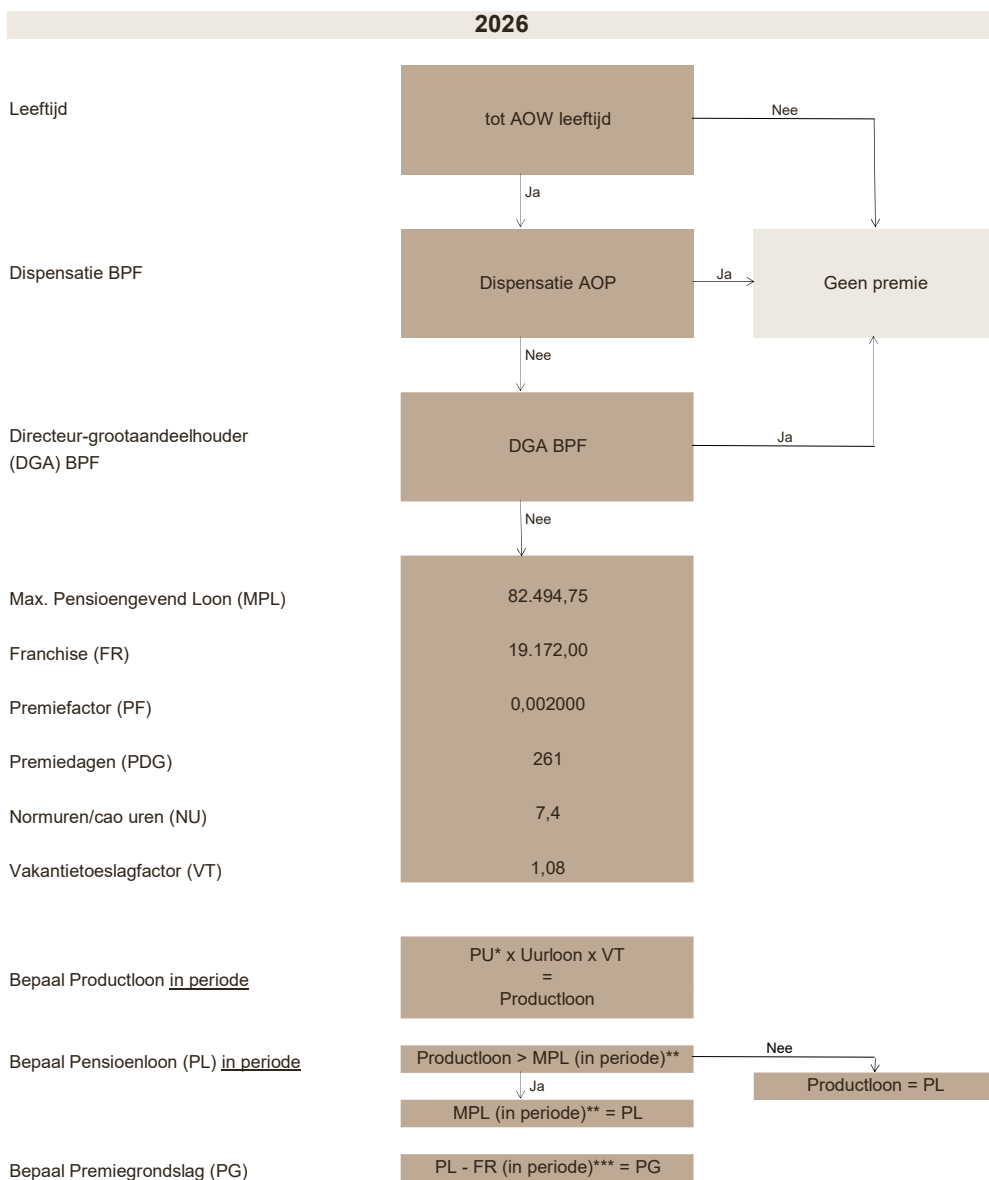 2026
Leeftijd
tot AOW leeftijd
Nee
Ja
Dispensatie BPF
Dispensatie AOP
Ja
Geen premie
Nee
Directeur-grootaandeelhouder
(DGA) BPF
DGA BPF
Ja
Nee
Max. Pensioengevend Loon (MPL)
82.494,75
Franchise (FR)
19.172,00
Premiefactor (PF)
0,002000
Premiedagen (PDG)
261
Normuren/cao uren (NU)
7,4
Vakantietoeslagfactor (VT)
1,08
Bepaal Productloon in periode
PU* x Uurloon x VT
=
Productloon
Bepaal Pensioenloon (PL) in periode
Productloon > MPL (in periode)**
Nee
Ja
Productloon = PL
MPL (in periode)** = PL
Bepaal Premiegrondslag (PG)
PL - FR (in periode)*** = PG